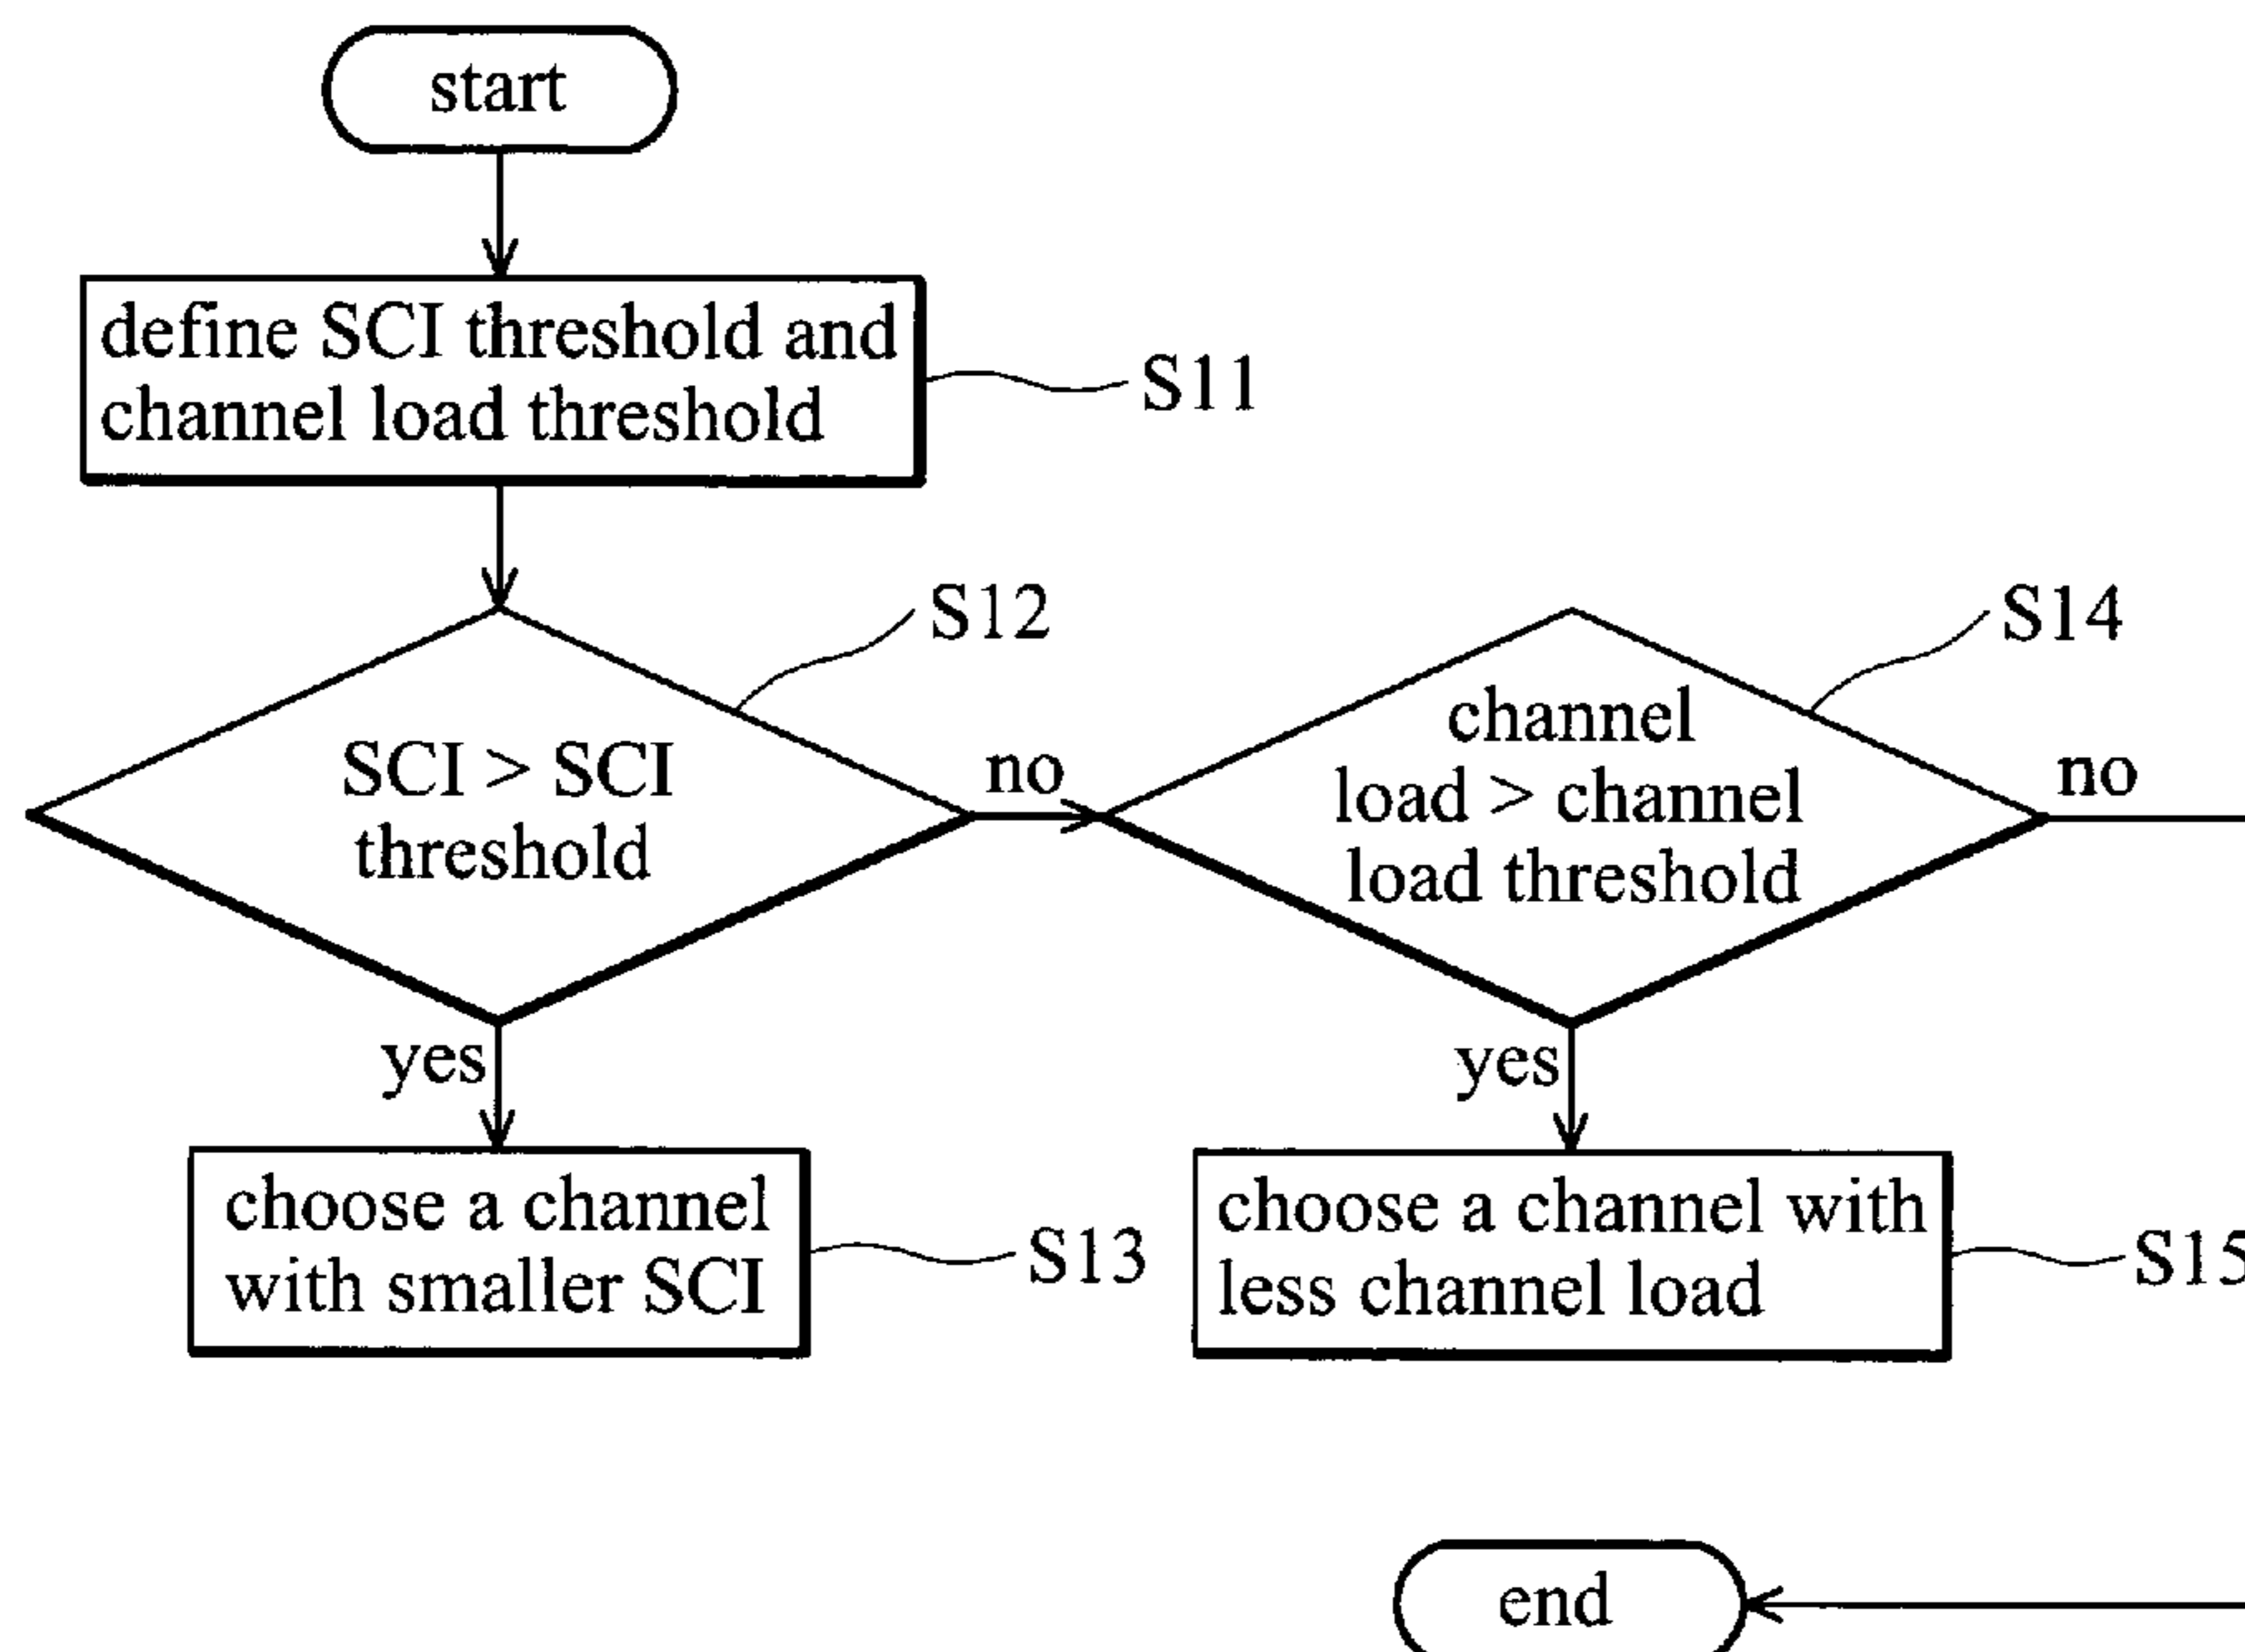 start
define SCI threshold and
channel load threshold
S11
S12
SCI > SCI
threshold
no
yes
choose a channel
with smaller SCI
S13
S14
channel
load > channel
load threshold
no
yes
choose a channel with
less channel load
S15
end